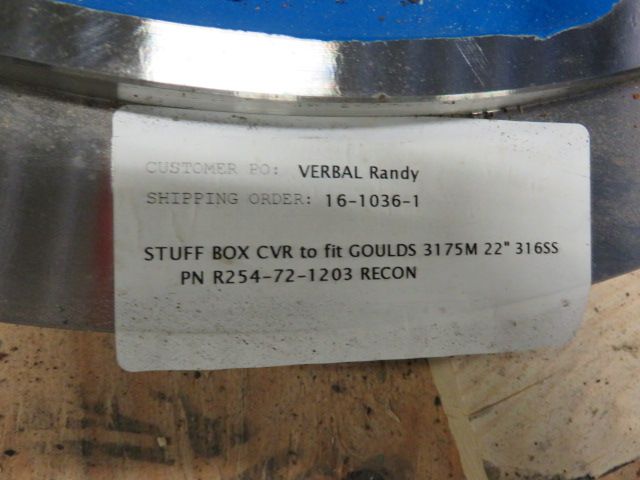 CUSTOMER PO: VERBAL Randy
SHIPPING ORDER: 16-1036-1
STUFF BOX CVR to fit GOULDS 3175M 22" 316SS
PN R254-72-1203 RECON